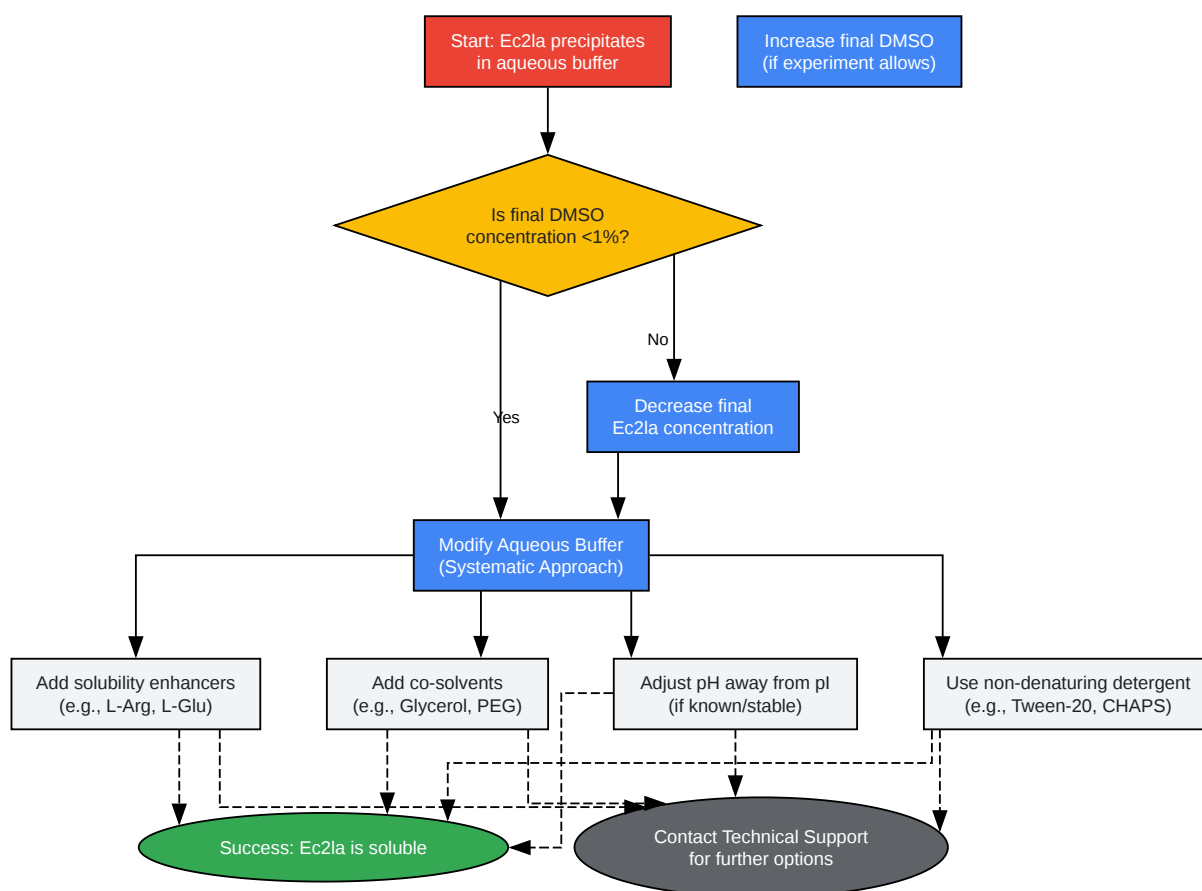 Start: Ec2la precipitates
in aqueous buffer
Increase final DMSO
(if experiment allows)
Is final DMSO
concentration <1%?
No
Yes
Decrease final
Ec2la concentration
Modify Aqueous Buffer
(Systematic Approach)
Add solubility enhancers
(e.g., L-Arg, L-Glu)
Add co-solvents
(e.g., Glycerol, PEG)
Adjust pH away from pI
(if known/stable)
Use non-denaturing detergent
(e.g., Tween-20, CHAPS)
Success: Ec2la is soluble
Contact Technical Support
for further options